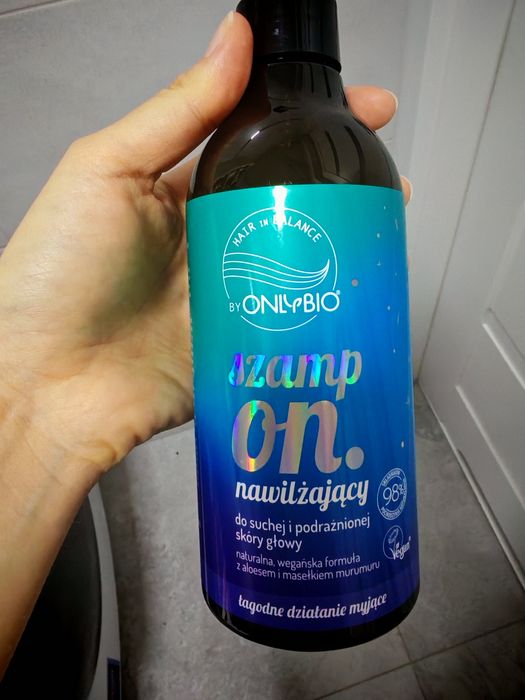 HAIR IN BALANCE
BY ONLYBIO®
szamp
on.
nawilżający
98%
do suchej i podrażnionej
skóry głowy
Vegan
naturalna, wegańska formuła
z aloesem i masełkiem murumuru
łagodne działanie myjące